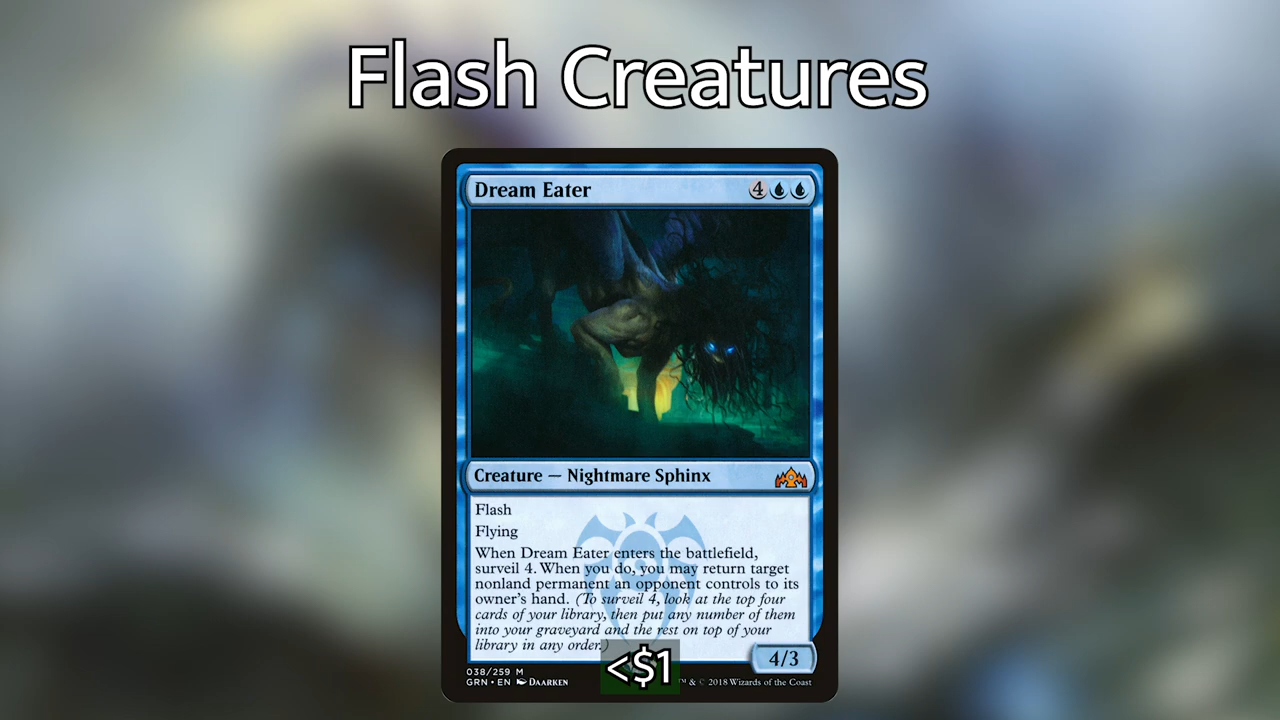 Flash Creatures
Dream Eater 4
Creature — Nightmare Sphinx
Flash
Flying
When Dream Eater enters the battlefield,
surveil 4. When you do, you may return target
nonland permanent an opponent controls to its
owner's hand. (To surveil 4, look at the top four
cards of your library, then put any number of them
into your graveyard and the rest on top of your
library in any order.)
4/3
<$1
038/259 M
GRN • EN DAARKEN
™ & © 2018 Wizards of the Coast